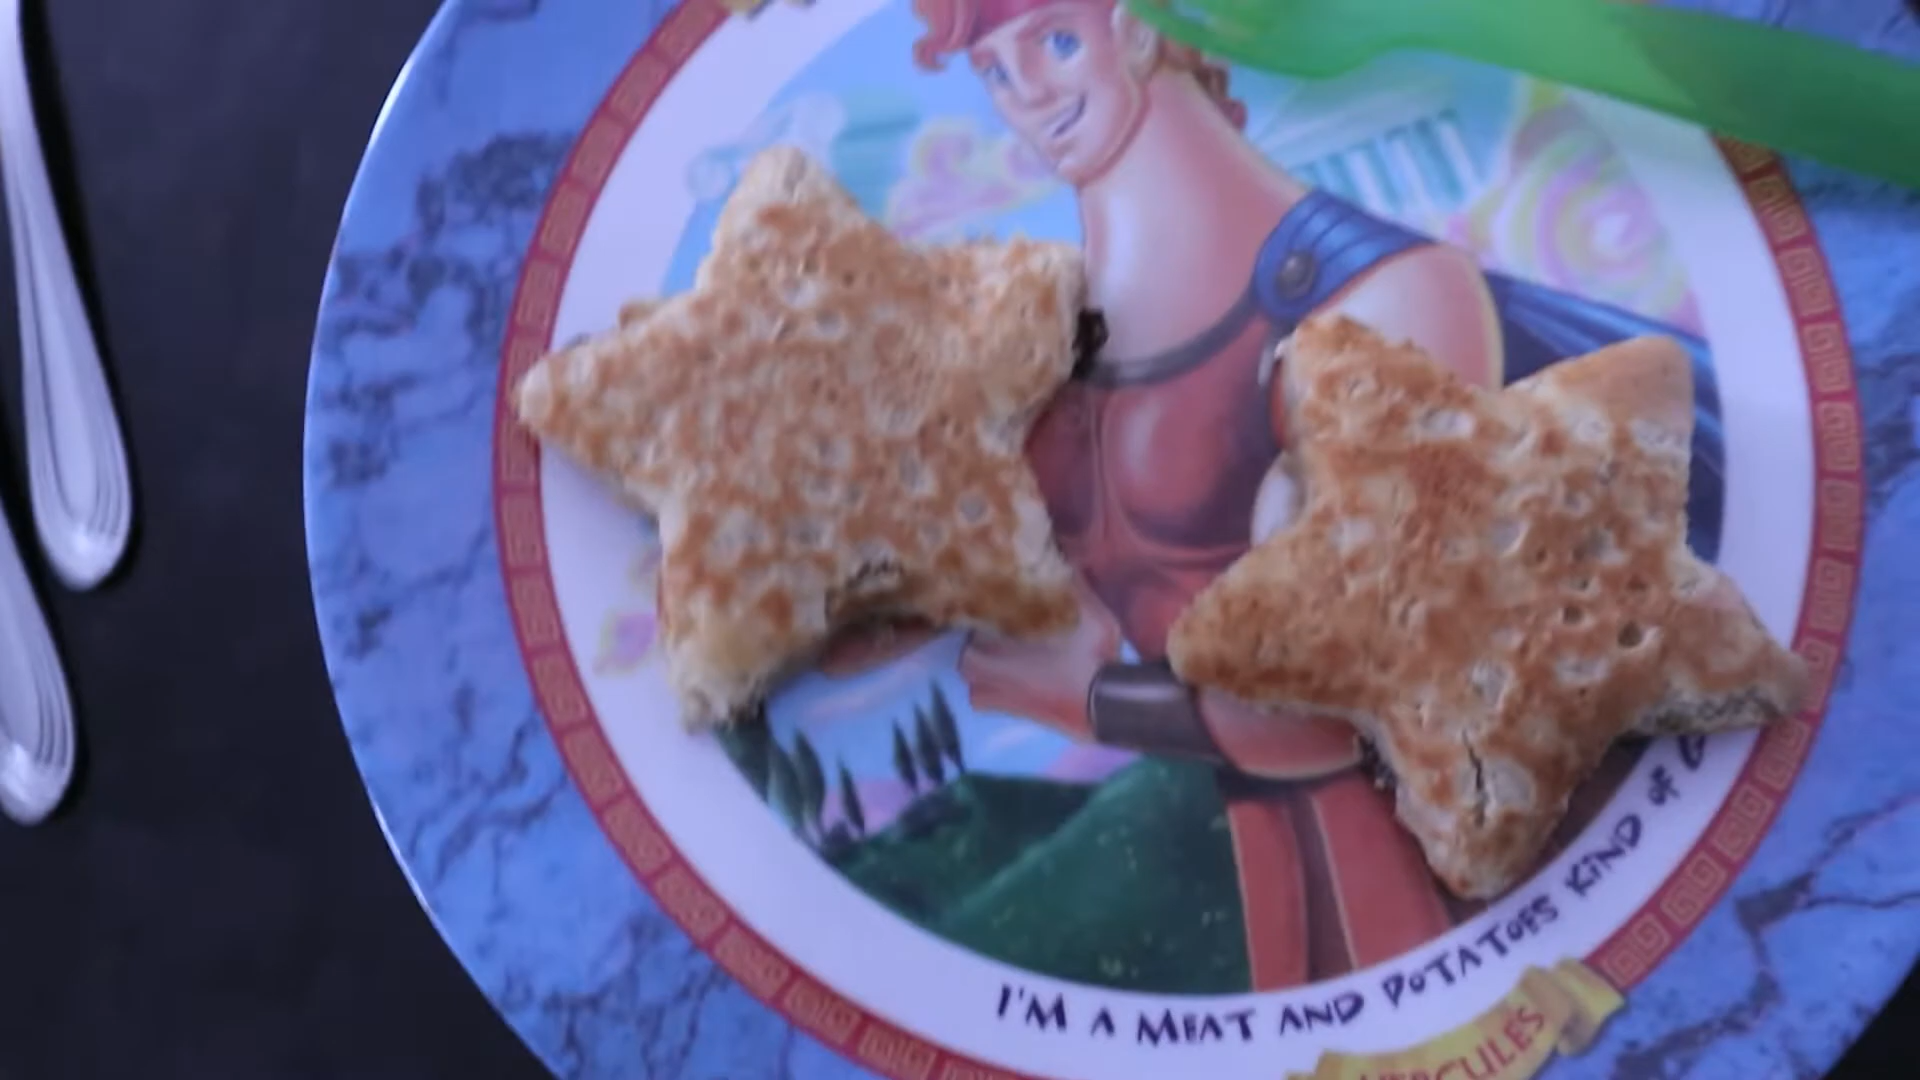 I'M A MEAT AND POTATOES KIND OF
HERCULES